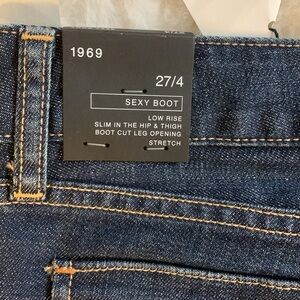 1969
27/4
SEXY BOOT
LOW RISE
SLIM IN THE HIP & THIGH
BOOT CUT LEG OPENING
STRETCH